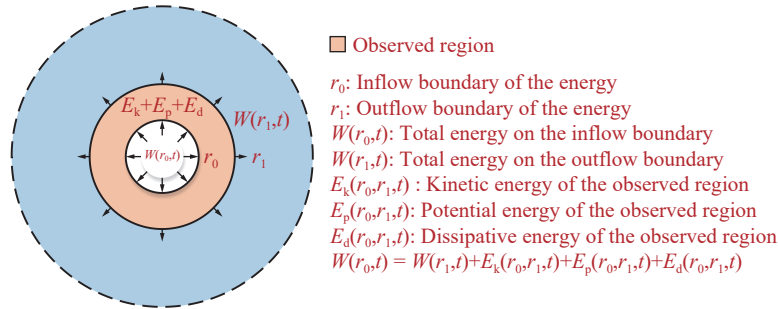 E_k+E_p+E_d
W(r_1,t)
W(r_0,t)
r_0
r_1
Observed region
r_0: Inflow boundary of the energy
r_1: Outflow boundary of the energy
W(r_0,t): Total energy on the inflow boundary
W(r_1,t): Total energy on the outflow boundary
E_k(r_0,r_1,t) : Kinetic energy of the observed region
E_p(r_0,r_1,t): Potential energy of the observed region
E_d(r_0,r_1,t): Dissipative energy of the observed region
W(r_0,t) = W(r_1,t)+E_k(r_0,r_1,t)+E_p(r_0,r_1,t)+E_d(r_0,r_1,t)